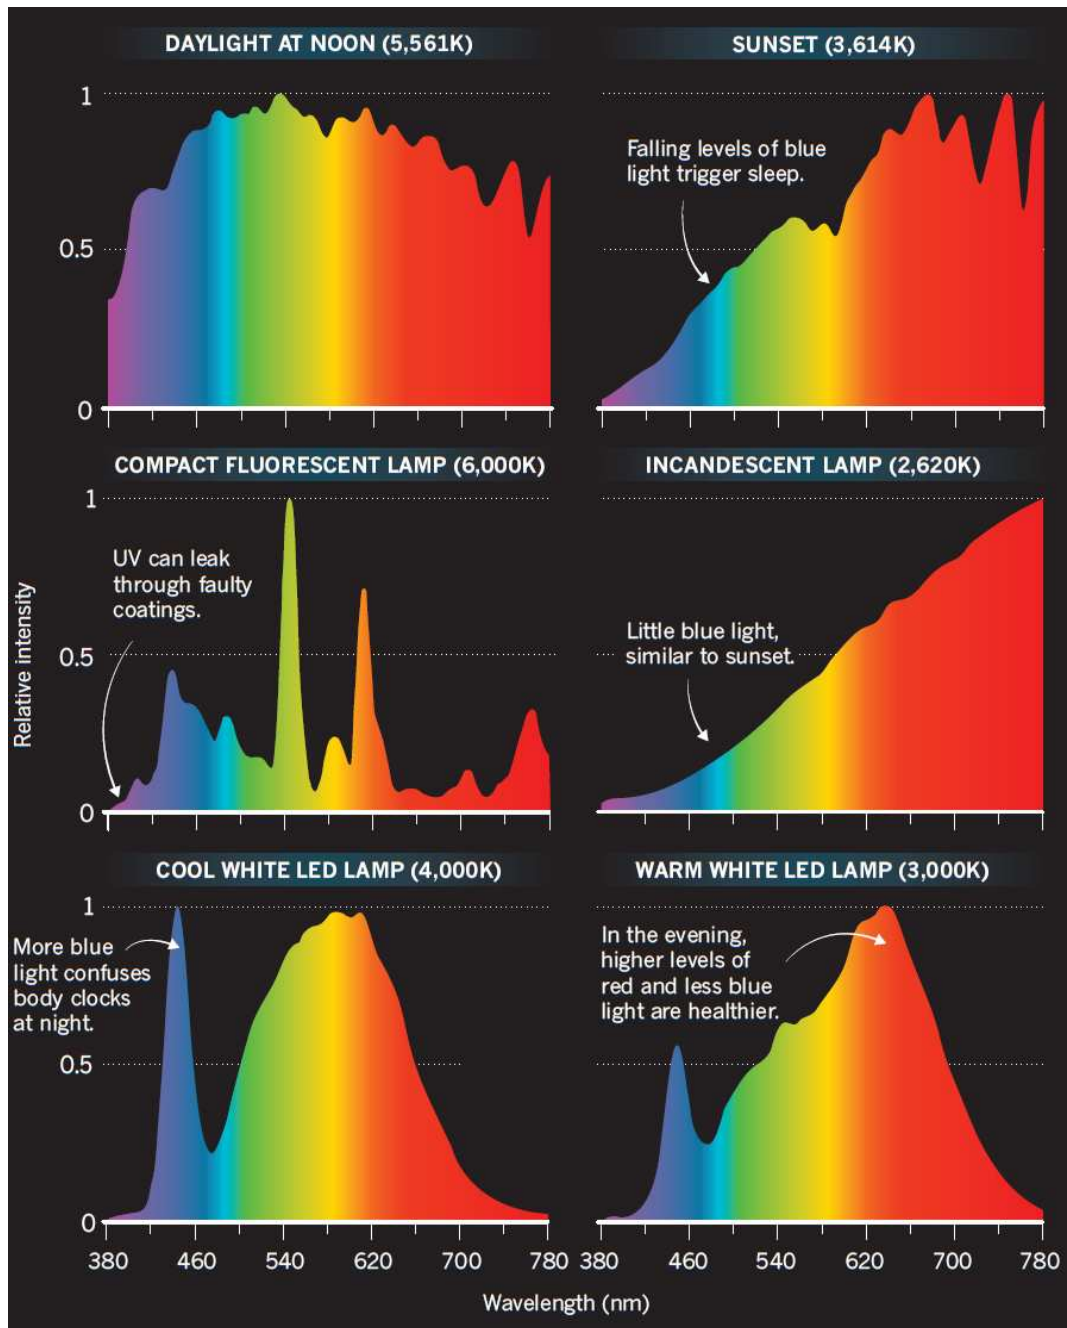 DAYLIGHT AT NOON (5,561K)
1
0.5
0
SUNSET (3,614K)
Falling levels of blue
light trigger sleep.
COMPACT FLUORESCENT LAMP (6,000K)
1
0.5
0
UV can leak
through faulty
coatings.
INCANDESCENT LAMP (2,620K)
Little blue light,
similar to sunset.
Relative intensity
COOL WHITE LED LAMP (4,000K)
1
0.5
0
More blue
light confuses
body clocks
at night.
380 460 540 620 700 780
WARM WHITE LED LAMP (3,000K)
In the evening,
higher levels of
red and less blue
light are healthier.
380 460 540 620 700 780
Wavelength (nm)